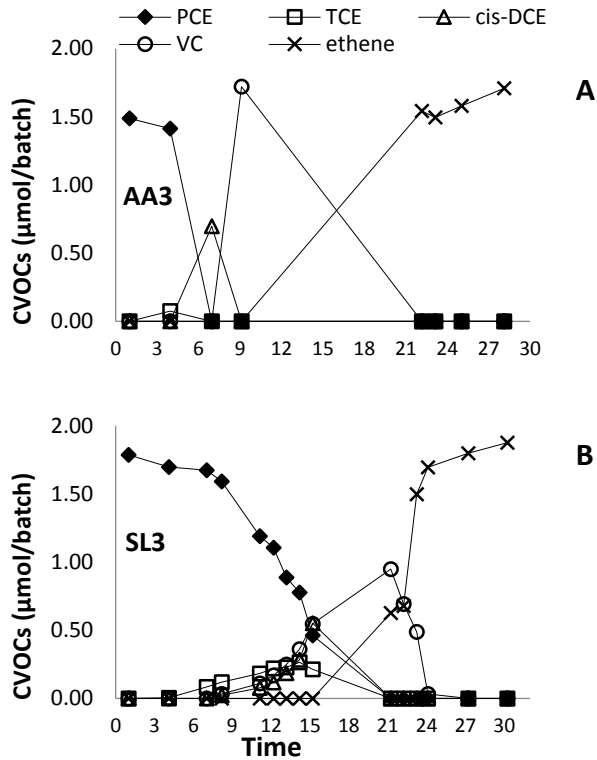 PCE TCE cis-DCE
VC ethene
2.00
1.50
1.00
0.50
0.00
CVOCs (µmol/batch)
AA3
A
0 3 6 9 12 15 18 21 24 27 30
2.00
1.50
1.00
0.50
0.00
CVOCs (µmol/batch)
SL3
B
0 3 6 9 12 15 18 21 24 27 30
Time